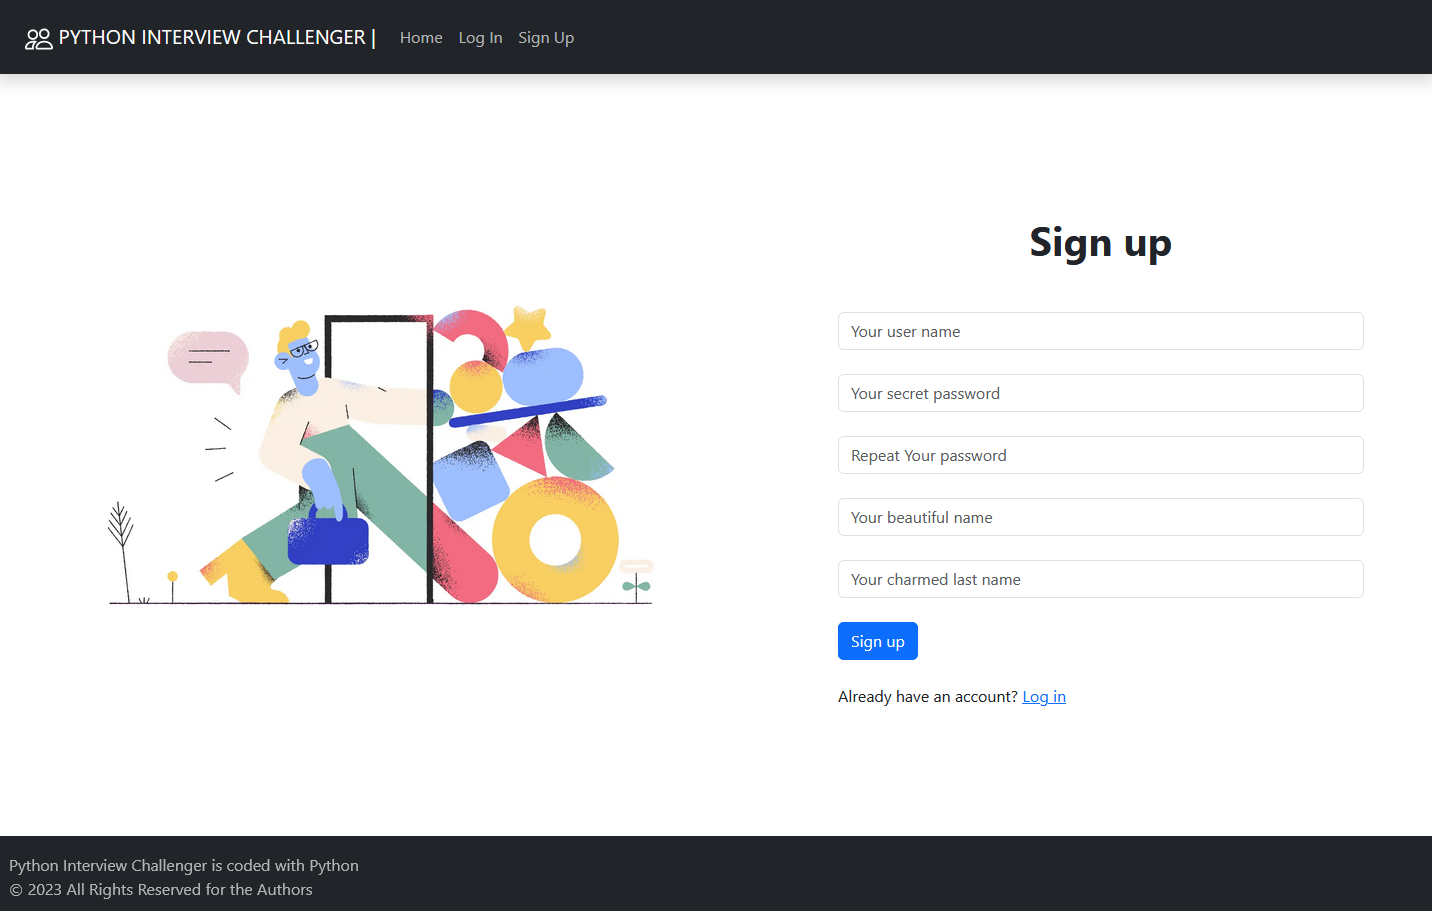 PYTHON INTERVIEW CHALLENGER | Home Log In Sign Up
Sign up
Your user name
Your secret password
Repeat Your password
Your beautiful name
Your charmed last name
Sign up
Already have an account? Log in
Python Interview Challenger is coded with Python
© 2023 All Rights Reserved for the Authors